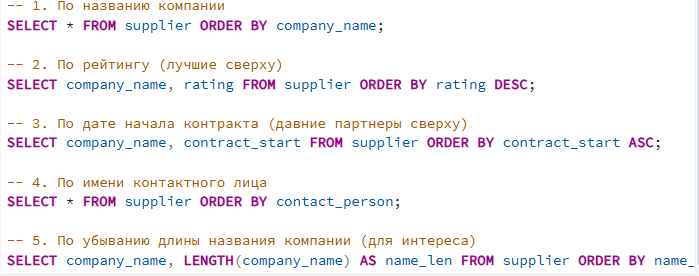 -- 1. По названию компании
SELECT * FROM supplier ORDER BY company_name;
-- 2. По рейтингу (лучшие сверху)
SELECT company_name, rating FROM supplier ORDER BY rating DESC;
-- 3. По дате начала контракта (давние партнеры сверху)
SELECT company_name, contract_start FROM supplier ORDER BY contract_start ASC;
-- 4. По имени контактного лица
SELECT * FROM supplier ORDER BY contact_person;
-- 5. По убыванию длины названия компании (для интереса)
SELECT company_name, LENGTH(company_name) AS name_len FROM supplier ORDER BY name_